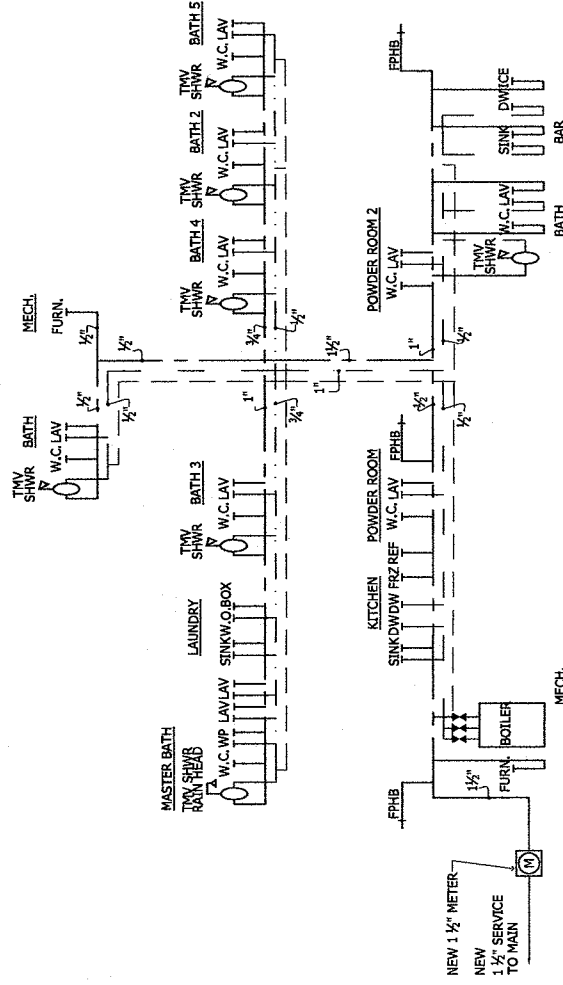 MECH.
FURN.
BATH
TMV
SHWR
W.C. LAV
½"
½"
½"
½"
MASTER BATH
TMV SHWR
RAIN HEAD
W.C. WP LAV LAV LAV
LAUNDRY
SINK W.O.BOX
BATH 3
TMV
SHWR
W.C. LAV
BATH 4
TMV
SHWR
W.C. LAV
BATH 2
TMV
SHWR
W.C. LAV
BATH 5
TMV
SHWR
W.C. LAV
1"
¾"
¾"
½"
1"
1½"
FPHB
KITCHEN
SINK DW DW FRZ REF
POWDER ROOM
W.C. LAV
FPHB
POWDER ROOM 2
W.C. LAV
FPHB
½"
½"
1"
½"
1½"
FURN.
BOILER
MECH.
TMV
SHWR
W.C. LAV
BATH
SINK DW ICE
BAR
NEW 1 ½" METER
M
NEW
1 ½" SERVICE
TO MAIN